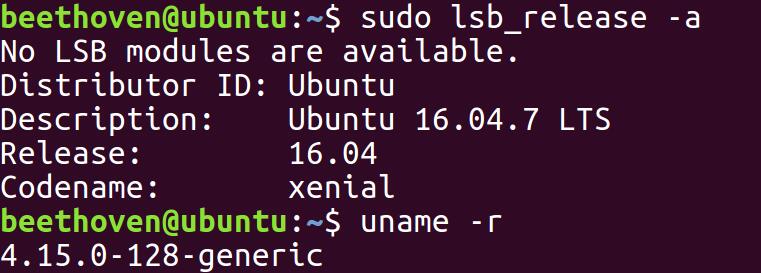 beethoven@ubuntu:~$ sudo lsb_release -a
No LSB modules are available.
Distributor ID: Ubuntu
Description:    Ubuntu 16.04.7 LTS
Release:        16.04
Codename:       xenial
beethoven@ubuntu:~$ uname -r
4.15.0-128-generic